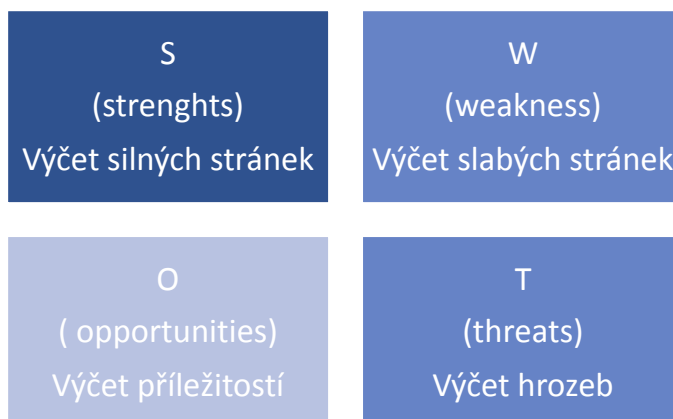 S
(strenghts)
Výčet silných stránek
W
(weakness)
Výčet slabých stránek
O
( opportunities)
Výčet příležitostí
T
(threats)
Výčet hrozeb